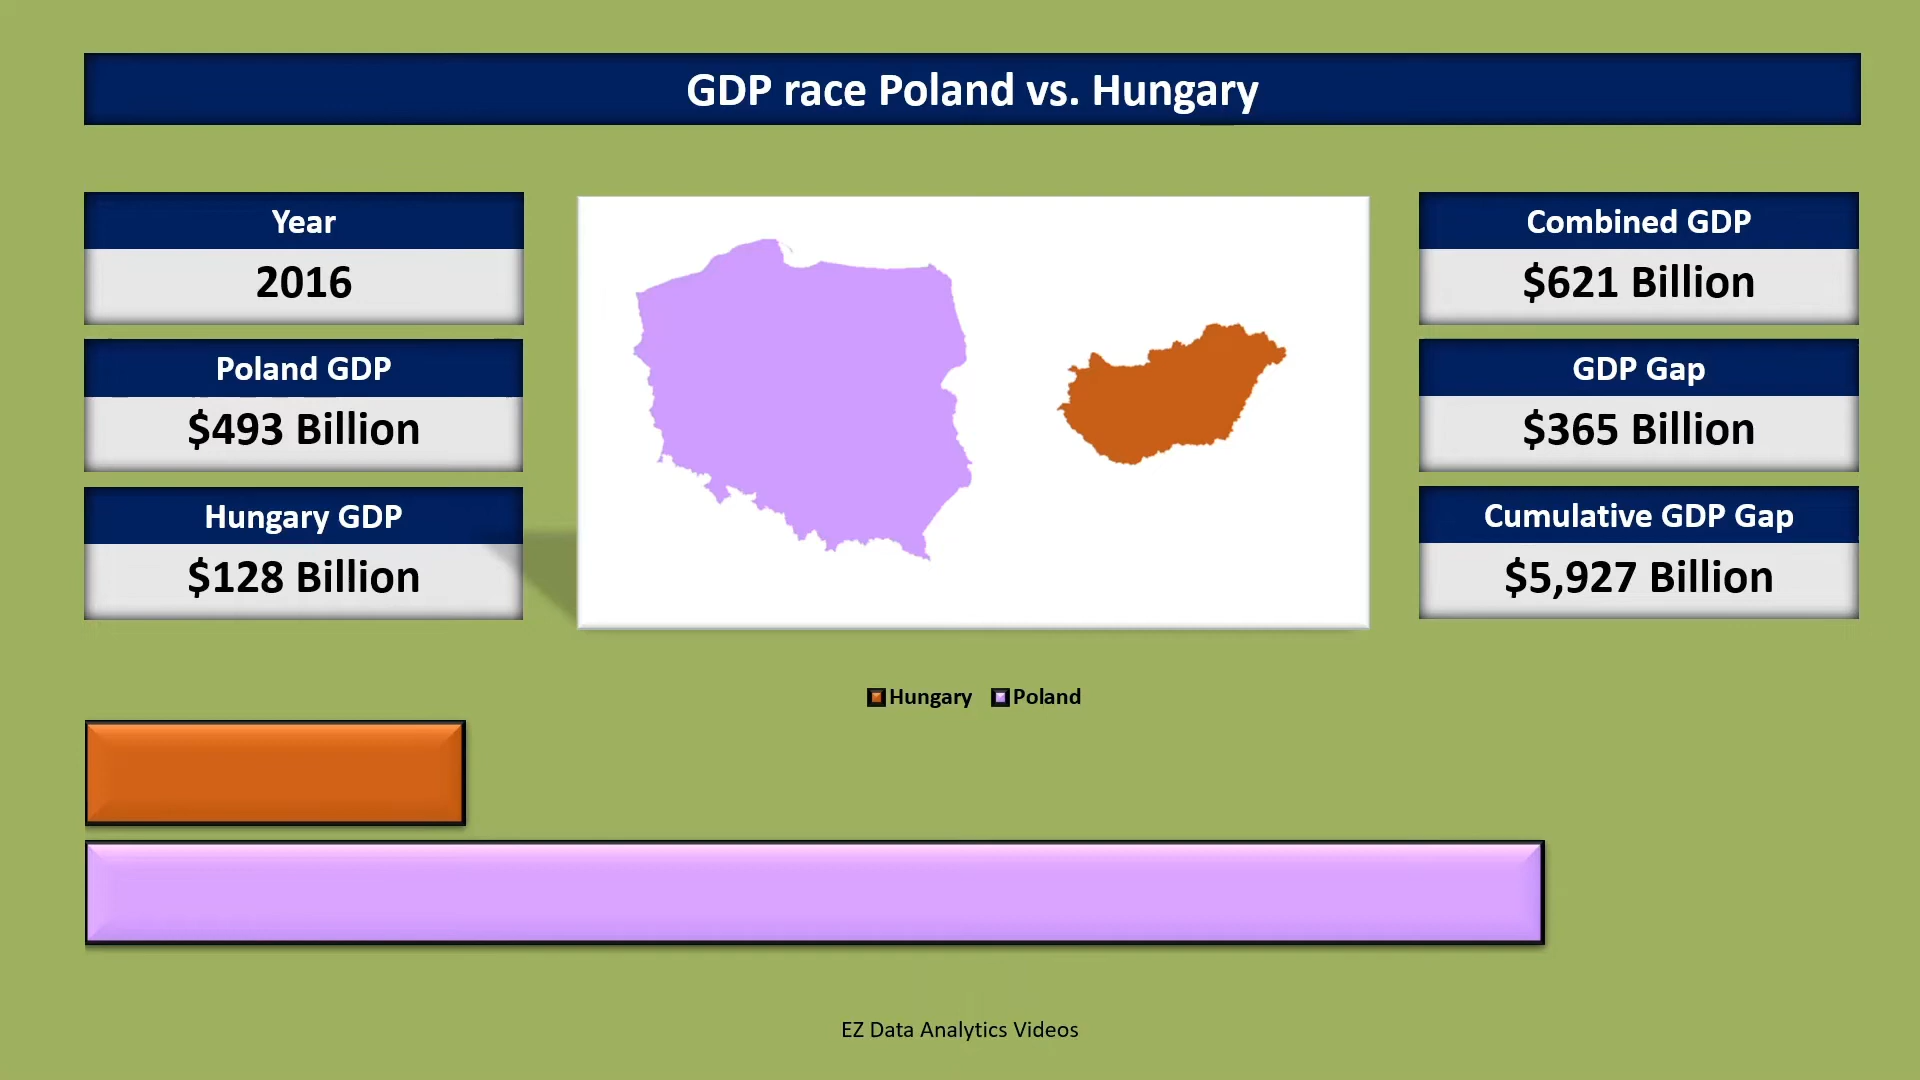 GDP race Poland vs. Hungary
Year
2016
Poland GDP
$493 Billion
Hungary GDP
$128 Billion
Combined GDP
$621 Billion
GDP Gap
$365 Billion
Cumulative GDP Gap
$5,927 Billion
Hungary Poland
EZ Data Analytics Videos